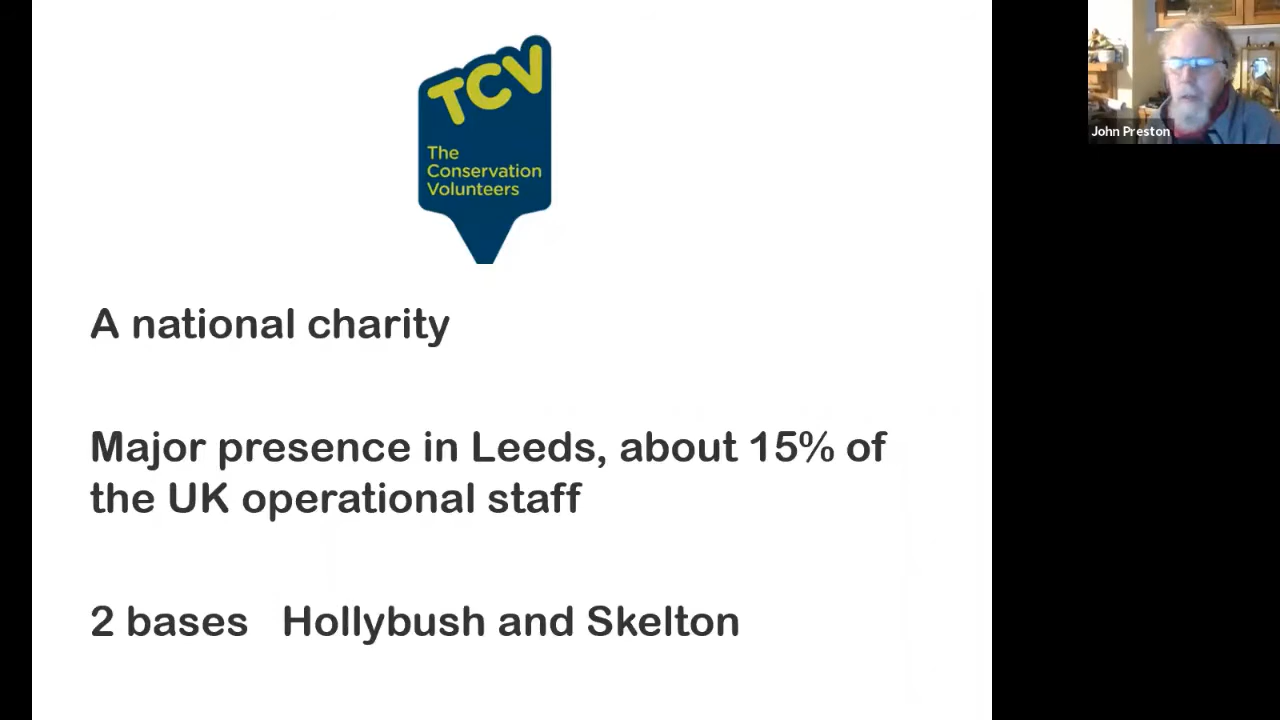 TCV
The
Conservation
Volunteers
John Preston
A national charity
Major presence in Leeds, about 15% of
the UK operational staff
2 bases Hollybush and Skelton